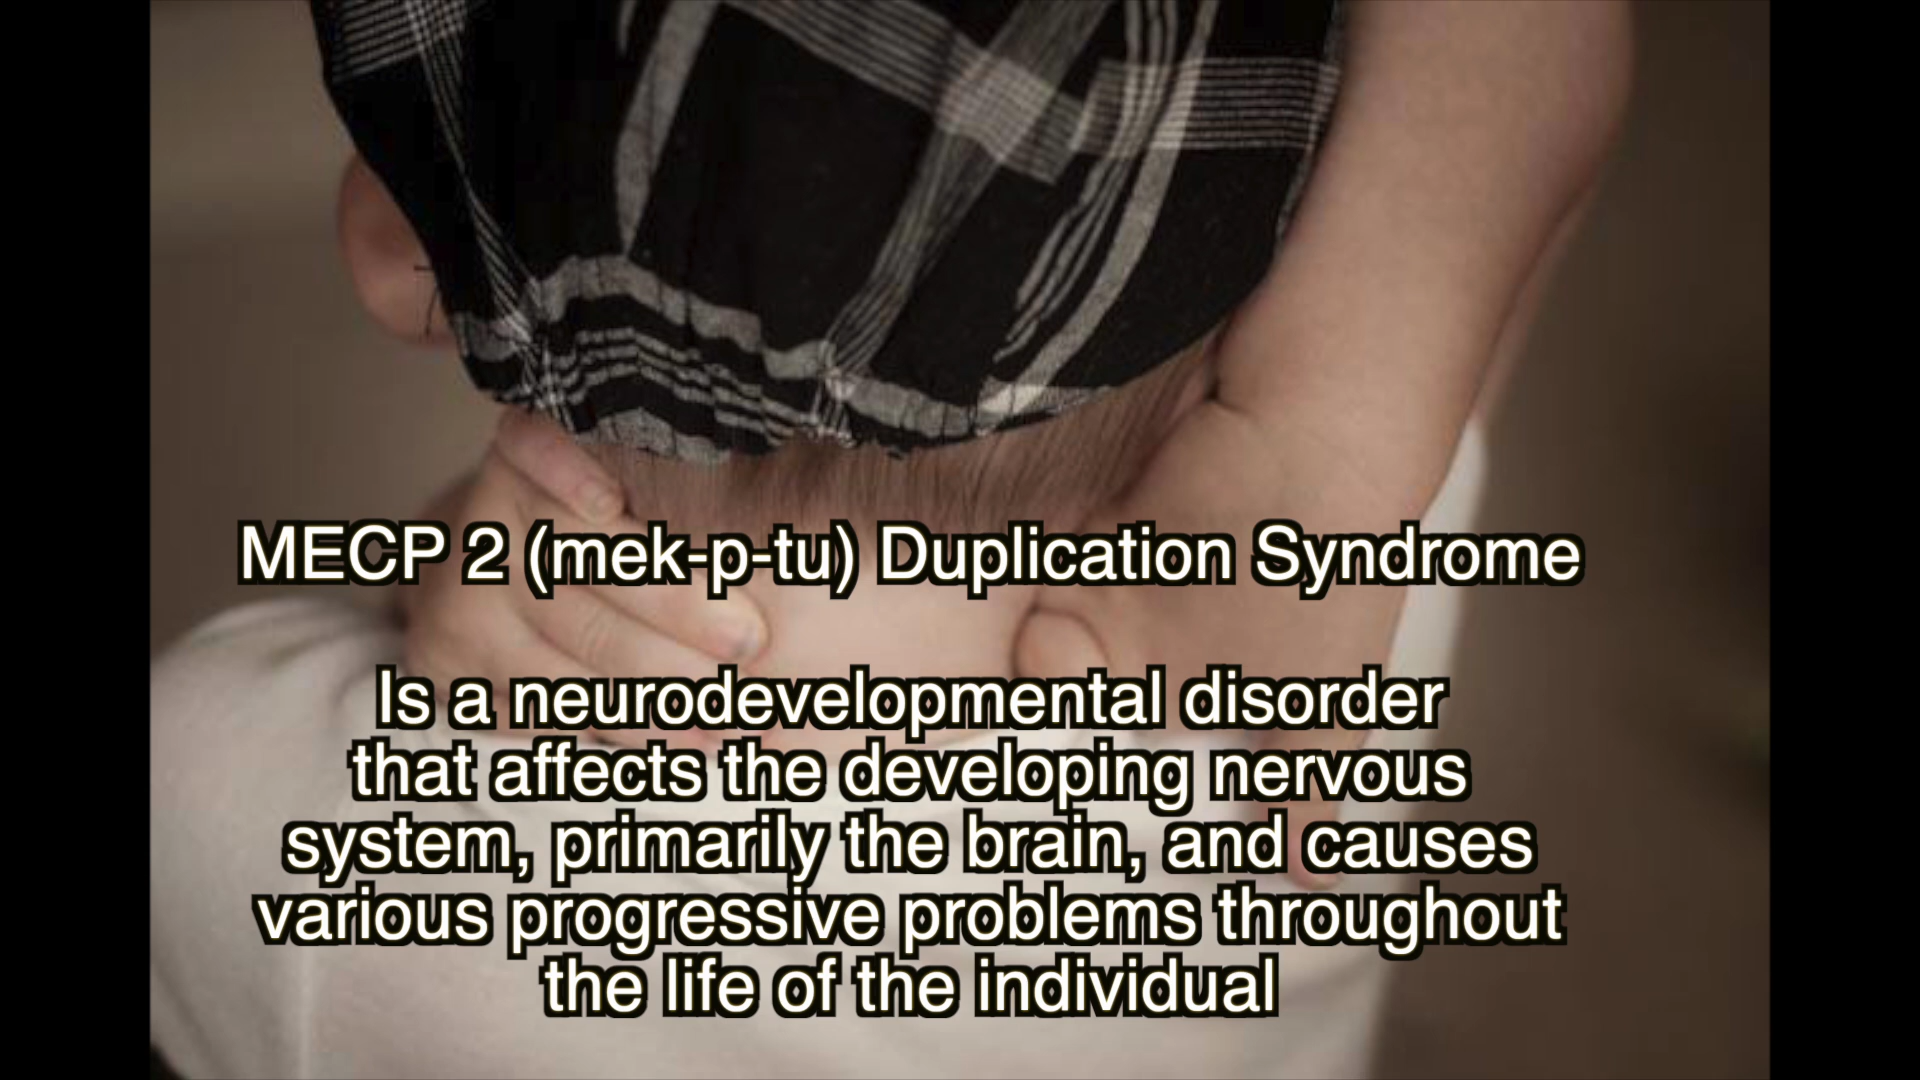 MECP 2 (mek-p-tu) Duplication Syndrome
Is a neurodevelopmental disorder
that affects the developing nervous
system, primarily the brain, and causes
various progressive problems throughout
the life of the individual